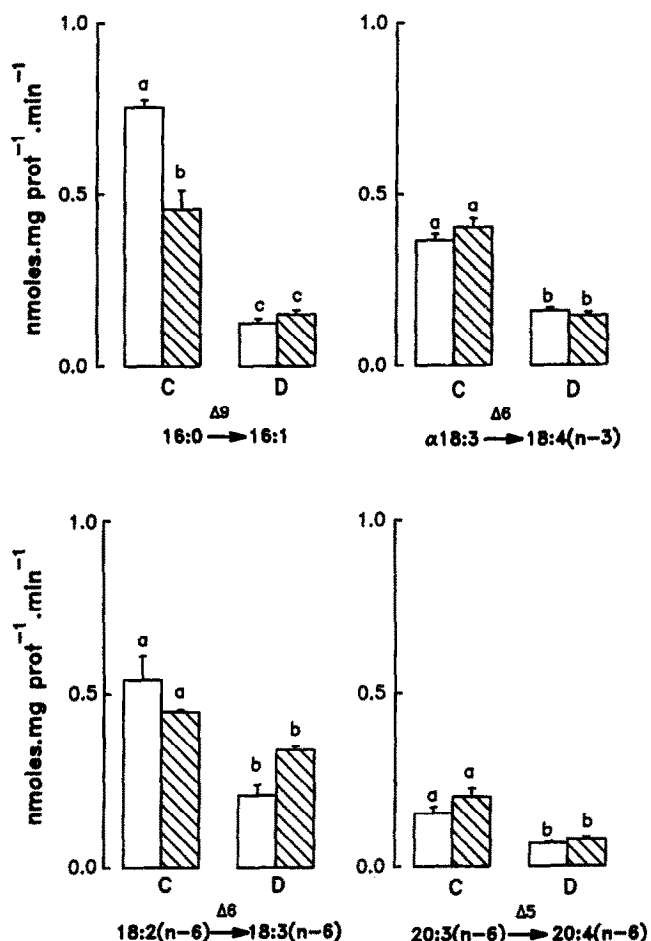 1.0
0.5
0.0
nmoles.mg prot⁻¹.min⁻¹
a
b
c c
C D
Δ9
16:0 → 16:1
1.0
0.5
0.0
a a
b b
C D
Δ6
α18:3 → 18:4(n-3)
1.0
0.5
0.0
nmoles.mg prot⁻¹.min⁻¹
a
a
b b
C D
Δ6
18:2(n-6) → 18:3(n-6)
1.0
0.5
0.0
a a
b b
C D
Δ5
20:3(n-6) → 20:4(n-6)